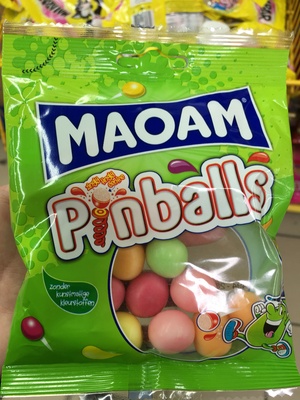 MAOAM
Pinballs
zonder
kunstmatige
kleurstoffen